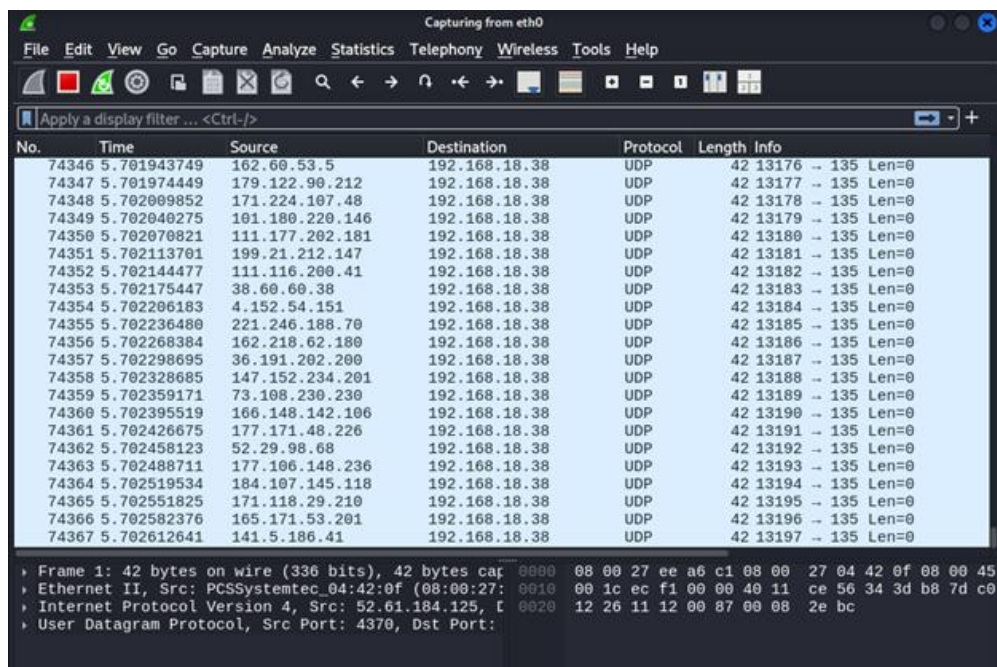 Capturing from eth0
File Edit View Go Capture Analyze Statistics Telephony Wireless Tools Help
Apply a display filter ... <Ctrl-/>
No. Time Source Destination Protocol Length Info
74346 5.701943749 162.60.53.5 192.168.18.38 UDP 42 13176 → 135 Len=0
74347 5.701974449 179.122.90.212 192.168.18.38 UDP 42 13177 → 135 Len=0
74348 5.702009852 171.224.107.48 192.168.18.38 UDP 42 13178 → 135 Len=0
74349 5.702040275 101.180.220.146 192.168.18.38 UDP 42 13179 → 135 Len=0
74350 5.702070821 111.177.202.181 192.168.18.38 UDP 42 13180 → 135 Len=0
74351 5.702113701 199.21.212.147 192.168.18.38 UDP 42 13181 → 135 Len=0
74352 5.702144477 111.116.200.41 192.168.18.38 UDP 42 13182 → 135 Len=0
74353 5.702175447 38.60.60.38 192.168.18.38 UDP 42 13183 → 135 Len=0
74354 5.702206183 4.152.54.151 192.168.18.38 UDP 42 13184 → 135 Len=0
74355 5.702236480 221.246.188.70 192.168.18.38 UDP 42 13185 → 135 Len=0
74356 5.702268384 162.218.62.180 192.168.18.38 UDP 42 13186 → 135 Len=0
74357 5.702298695 36.191.202.200 192.168.18.38 UDP 42 13187 → 135 Len=0
74358 5.702328685 147.152.234.201 192.168.18.38 UDP 42 13188 → 135 Len=0
74359 5.702359171 73.108.230.230 192.168.18.38 UDP 42 13189 → 135 Len=0
74360 5.702395519 166.148.142.106 192.168.18.38 UDP 42 13190 → 135 Len=0
74361 5.702426675 177.171.48.226 192.168.18.38 UDP 42 13191 → 135 Len=0
74362 5.702458123 52.29.98.68 192.168.18.38 UDP 42 13192 → 135 Len=0
74363 5.702488711 177.106.148.236 192.168.18.38 UDP 42 13193 → 135 Len=0
74364 5.702519534 184.107.145.118 192.168.18.38 UDP 42 13194 → 135 Len=0
74365 5.702551825 171.118.29.210 192.168.18.38 UDP 42 13195 → 135 Len=0
74366 5.702582376 165.171.53.201 192.168.18.38 UDP 42 13196 → 135 Len=0
74367 5.702612641 141.5.186.41 192.168.18.38 UDP 42 13197 → 135 Len=0
Frame 1: 42 bytes on wire (336 bits), 42 bytes cap
Ethernet II, Src: PCSSystemtec_04:42:0f (08:00:27:
Internet Protocol Version 4, Src: 52.61.184.125, D
User Datagram Protocol, Src Port: 4370, Dst Port:
0000 08 00 27 ee a6 c1 08 00 27 04 42 0f 08 00 45
0010 00 1c ec f1 00 00 40 11 ce 56 34 3d b8 7d c0
0020 12 26 11 12 00 87 00 08 2e bc